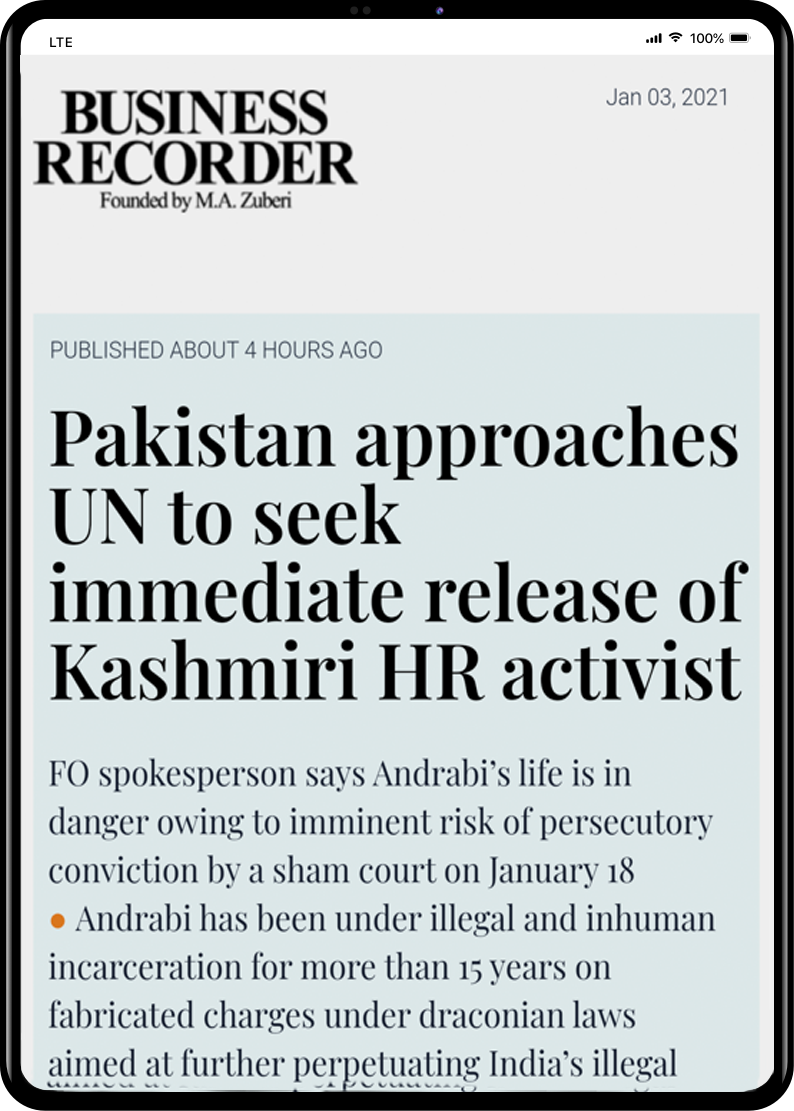 LTE
100%
BUSINESS
RECORDER
Founded by M.A. Zuberi
Jan 03, 2021
PUBLISHED ABOUT 4 HOURS AGO
Pakistan approaches
UN to seek
immediate release of
Kashmiri HR activist
FO spokesperson says Andrabi’s life is in
danger owing to imminent risk of persecutory
conviction by a sham court on January 18
● Andrabi has been under illegal and inhuman
incarceration for more than 15 years on
fabricated charges under draconian laws
aimed at further perpetuating India’s illegal